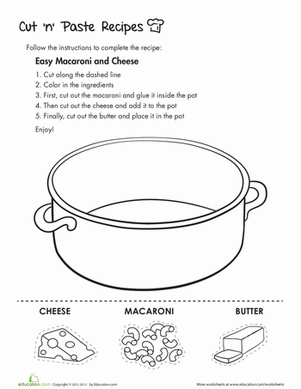 Cut 'n' Paste Recipes
Follow the instructions to complete the recipe:
Easy Macaroni and Cheese
1. Cut along the dashed line
2. Color in the ingredients
3. First, cut out the macaroni and glue it inside the pot
4. Then cut out the cheese and add it to the pot
5. Finally, cut out the butter and place it in the pot
Enjoy!
CHEESE MACARONI BUTTER
education.com
More worksheets at www.education.com/worksheets